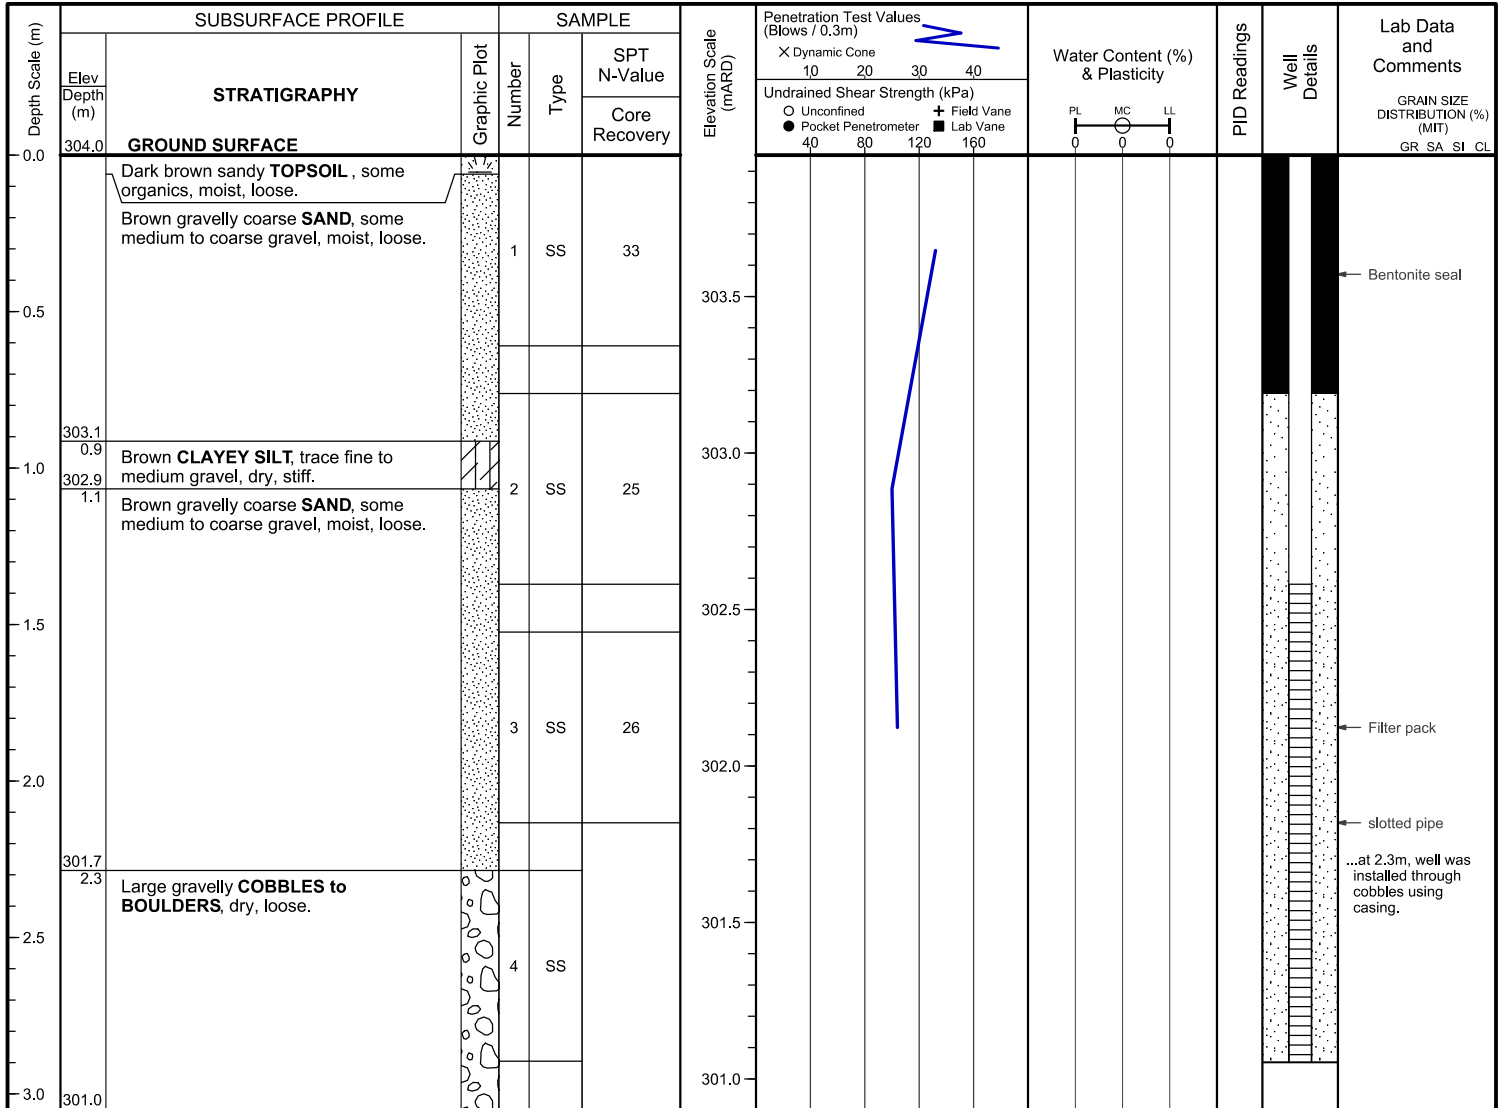 SUBSURFACE PROFILE
SAMPLE
Depth Scale (m)
Elev
Depth
(m)
304.0
STRATIGRAPHY
GROUND SURFACE
Graphic Plot
Number
Type
SPT
N-Value
Core
Recovery
Elevation Scale
(mARD)
Penetration Test Values
(Blows / 0.3m)
X Dynamic Cone
10 20 30 40
Undrained Shear Strength (kPa)
Unconfined
Field Vane
Pocket Penetrometer
Lab Vane
40 80 120 160
Water Content (%)
& Plasticity
PL MC LL
0 0 0
PID Readings
Well
Details
Lab Data
and
Comments
GRAIN SIZE
DISTRIBUTION (%)
(MIT)
GR SA SI CL
0.0
Dark brown sandy TOPSOIL , some
organics, moist, loose.
Brown gravelly coarse SAND, some
medium to coarse gravel, moist, loose.
1 SS 33
Bentonite seal
303.5
0.5
303.1
0.9
Brown CLAYEY SILT, trace fine to
medium gravel, dry, stiff.
303.0
1.0
302.9
1.1
2 SS 25
Brown gravelly coarse SAND, some
medium to coarse gravel, moist, loose.
302.5
1.5
3 SS 26
Filter pack
302.0
2.0
slotted pipe
301.7
2.3
...at 2.3m, well was
installed through
cobbles using
casing.
Large gravelly COBBLES to
BOULDERS, dry, loose.
301.5
2.5
4 SS
301.0
3.0
301.0